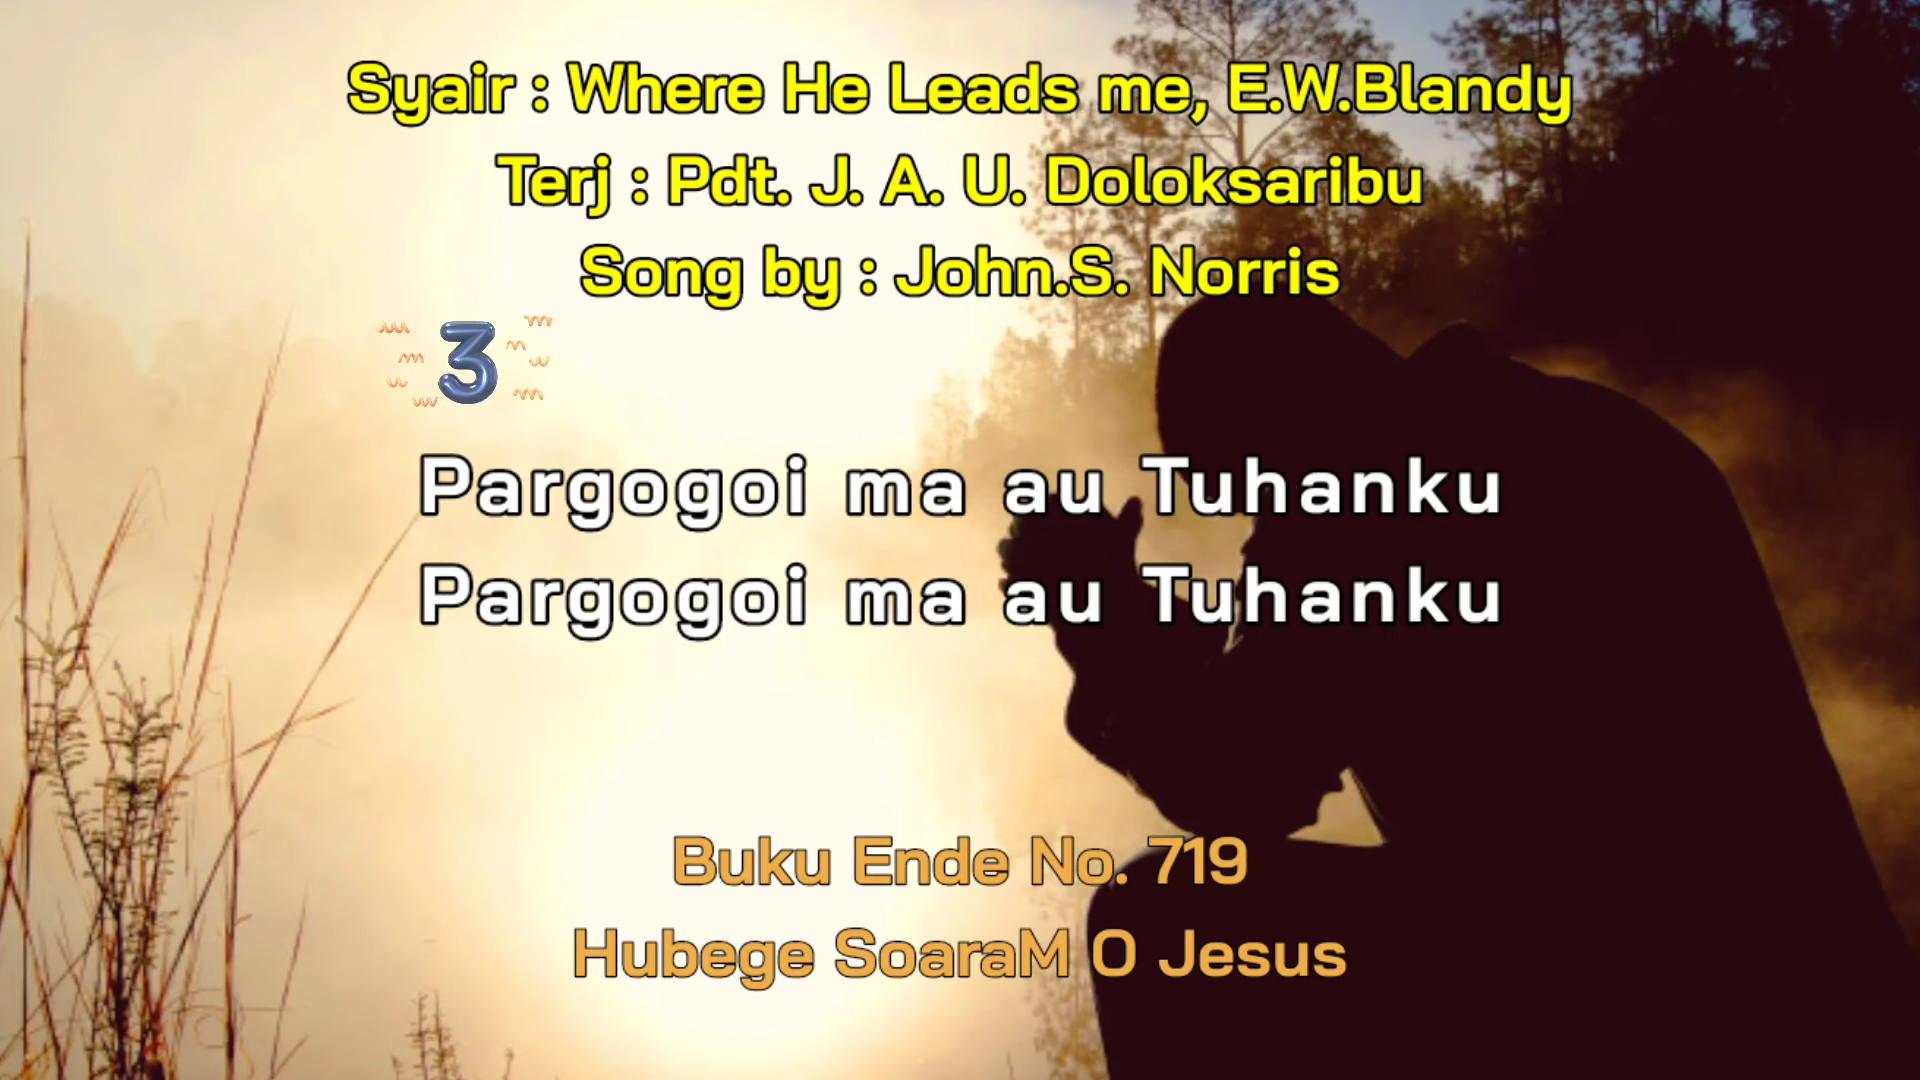 Syair : Where He Leads me, E.W.Blandy
Terj : Pdt. J. A. U. Doloksaribu
Song by : John.S. Norris
3
Pargogoi ma au Tuhanku
Pargogoi ma au Tuhanku
Buku Ende No. 719
Hubege SoaraM O Jesus